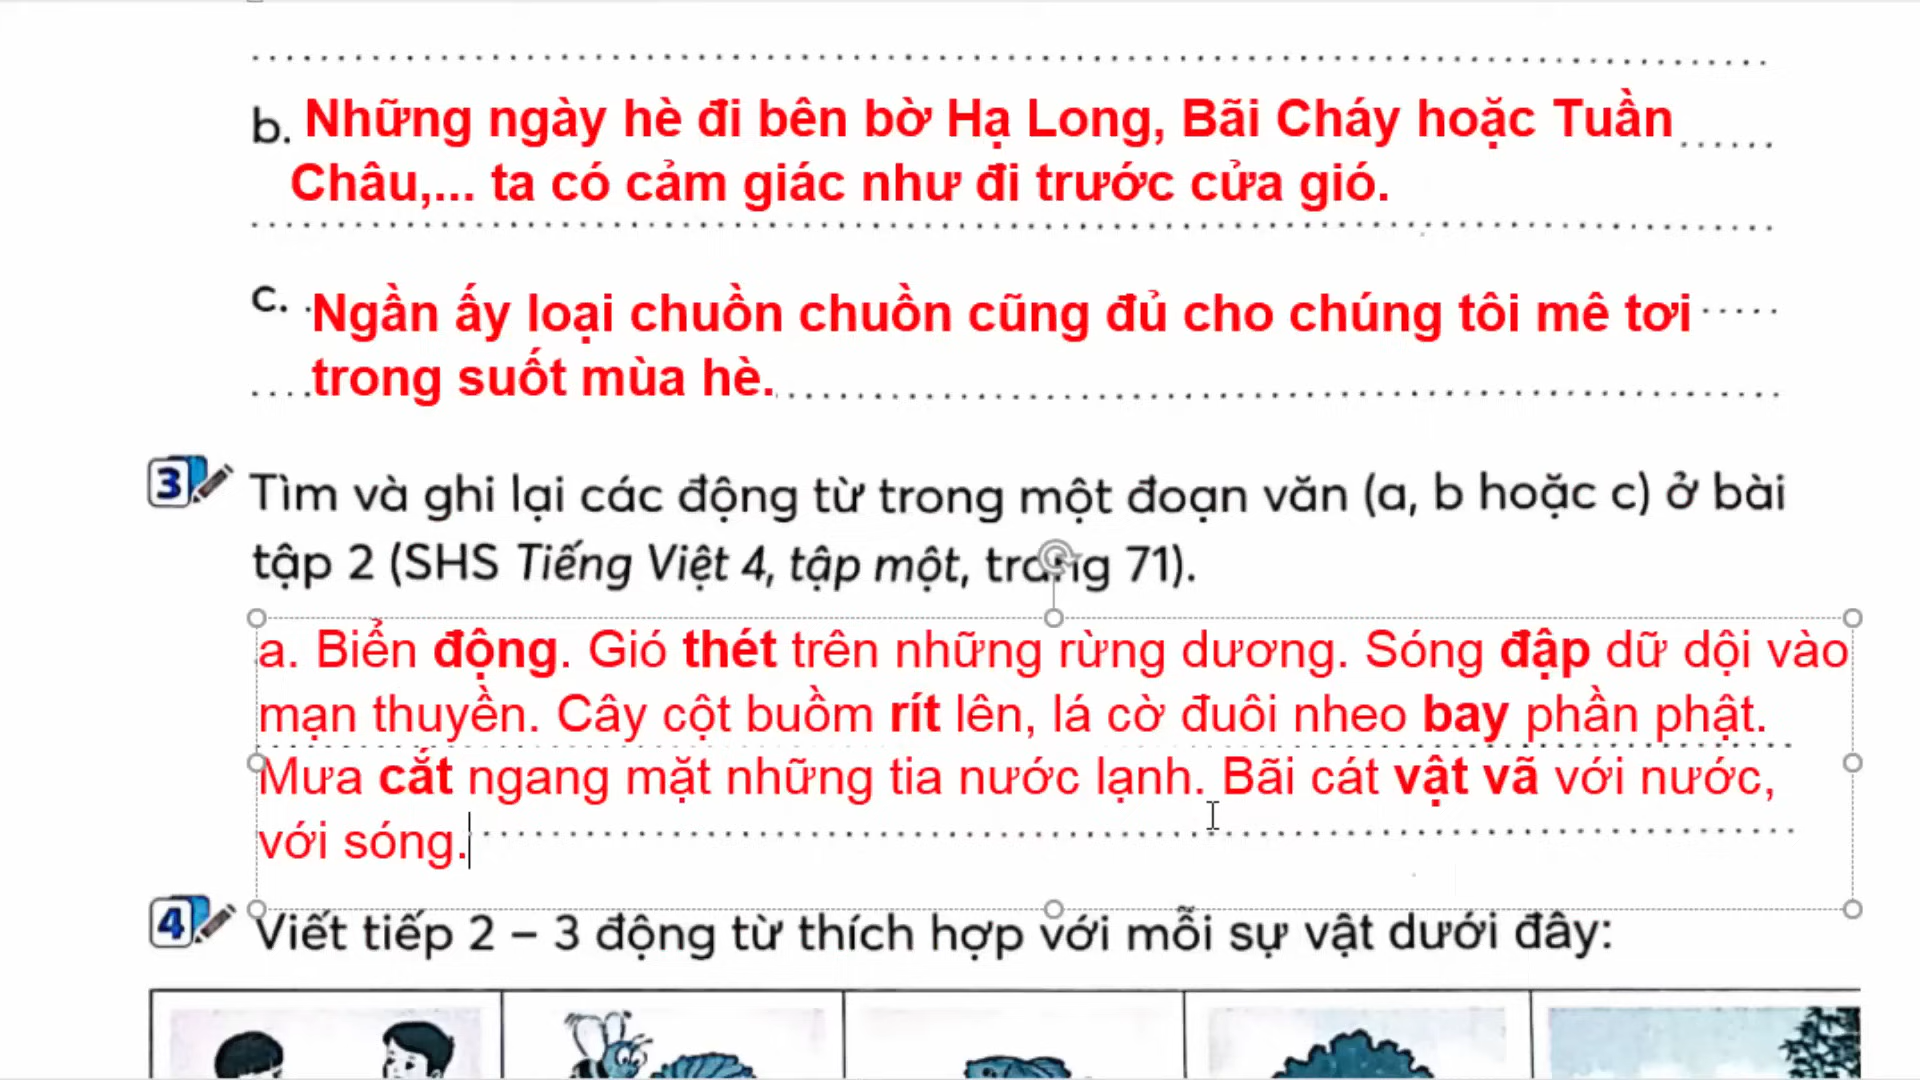 b. Những ngày hè đi bên bờ Hạ Long, Bãi Cháy hoặc Tuần
Châu,... ta có cảm giác như đi trước cửa gió.
c. Ngần ấy loại chuồn chuồn cũng đủ cho chúng tôi mê tơi
trong suốt mùa hè.
3 Tìm và ghi lại các động từ trong một đoạn văn (a, b hoặc c) ở bài
tập 2 (SHS Tiếng Việt 4, tập một, trang 71).
a. Biển động. Gió thét trên những rừng dương. Sóng đập dữ dội vào
mạn thuyền. Cây cột buồm rít lên, lá cờ đuôi nheo bay phần phật.
Mưa cắt ngang mặt những tia nước lạnh. Bãi cát vật vã với nước,
với sóng.
4 Viết tiếp 2 – 3 động từ thích hợp với mỗi sự vật dưới đây: